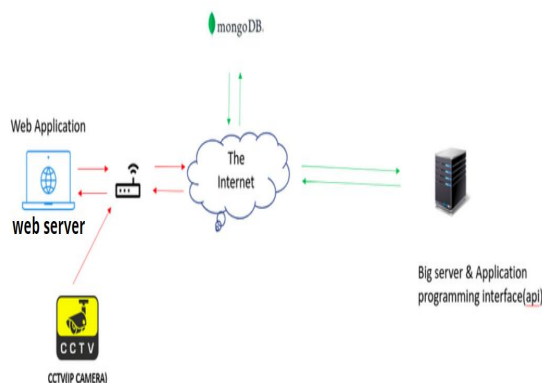 mongoDB.
Web Application
The
Internet
web server
Big server & Application
programming interface(api)
CCTV
CCTV(IP CAMERA)